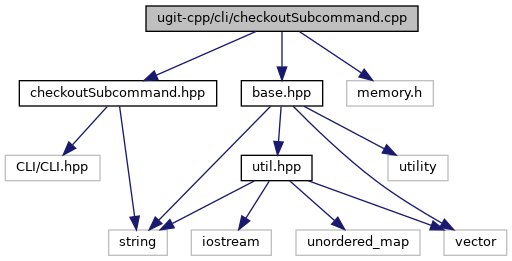 ugit-cpp/cli/checkoutSubcommand.cpp
checkoutSubcommand.hpp
base.hpp
memory.h
CLI/CLI.hpp
util.hpp
utility
string
iostream
unordered_map
vector